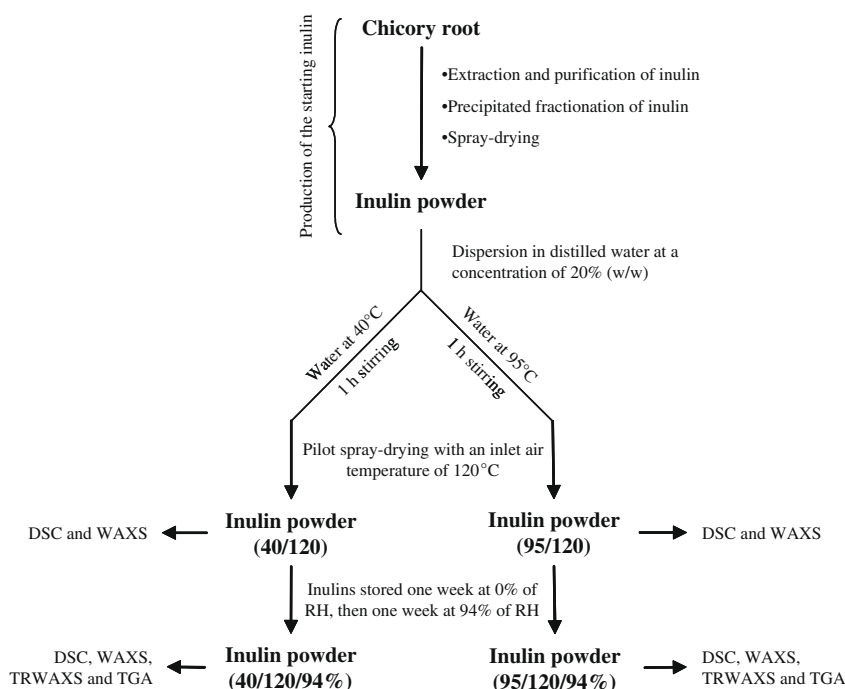 Production of the starting inulin
Chicory root
•Extraction and purification of inulin
•Precipitated fractionation of inulin
•Spray-drying
Inulin powder
Dispersion in distilled water at a
concentration of 20% (w/w)
Water at 40°C
1 h stirring
Water at 95°C
1 h stirring
Pilot spray-drying with an inlet air
temperature of 120°C
DSC and WAXS
Inulin powder
(40/120)
Inulin powder
(95/120)
DSC and WAXS
Inulins stored one week at 0% of
RH, then one week at 94% of RH
DSC, WAXS,
TRWAXS and TGA
Inulin powder
(40/120/94%)
Inulin powder
(95/120/94%)
DSC, WAXS,
TRWAXS and TGA